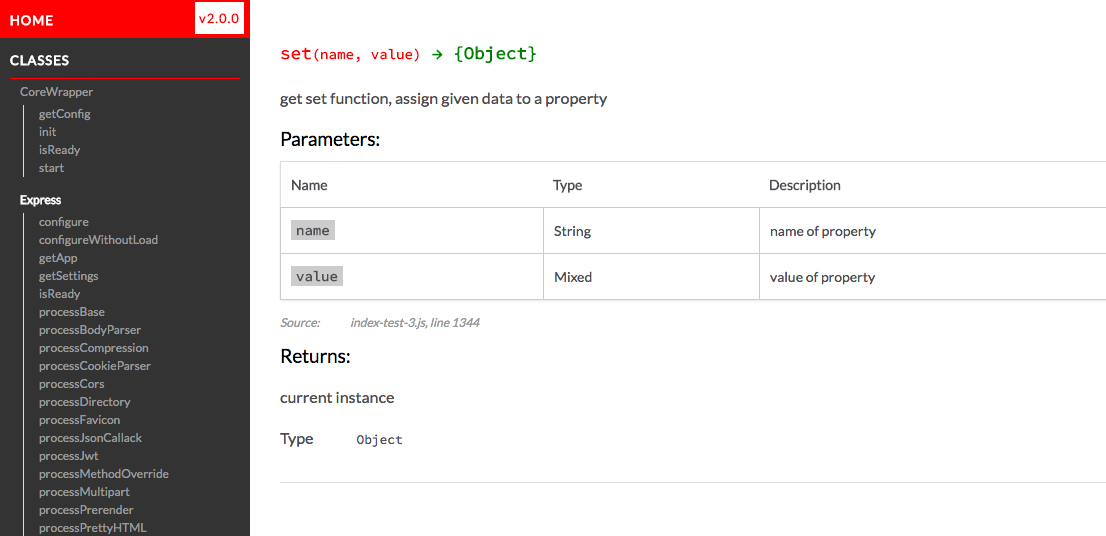 HOME
v2.0.0
CLASSES
CoreWrapper
getConfig
init
isReady
start
Express
configure
configureWithoutLoad
getApp
getSettings
isReady
processBase
processBodyParser
processCompression
processCookieParser
processCors
processDirectory
processFavicon
processJsonCallack
processJwt
processMethodOverride
processMultipart
processPrerender
processPrettyHTML
set(name, value) → {Object}
get set function, assign given data to a property
Parameters:
Name Type Description
name String name of property
value Mixed value of property
Source: index-test-3.js, line 1344
Returns:
current instance
Type Object